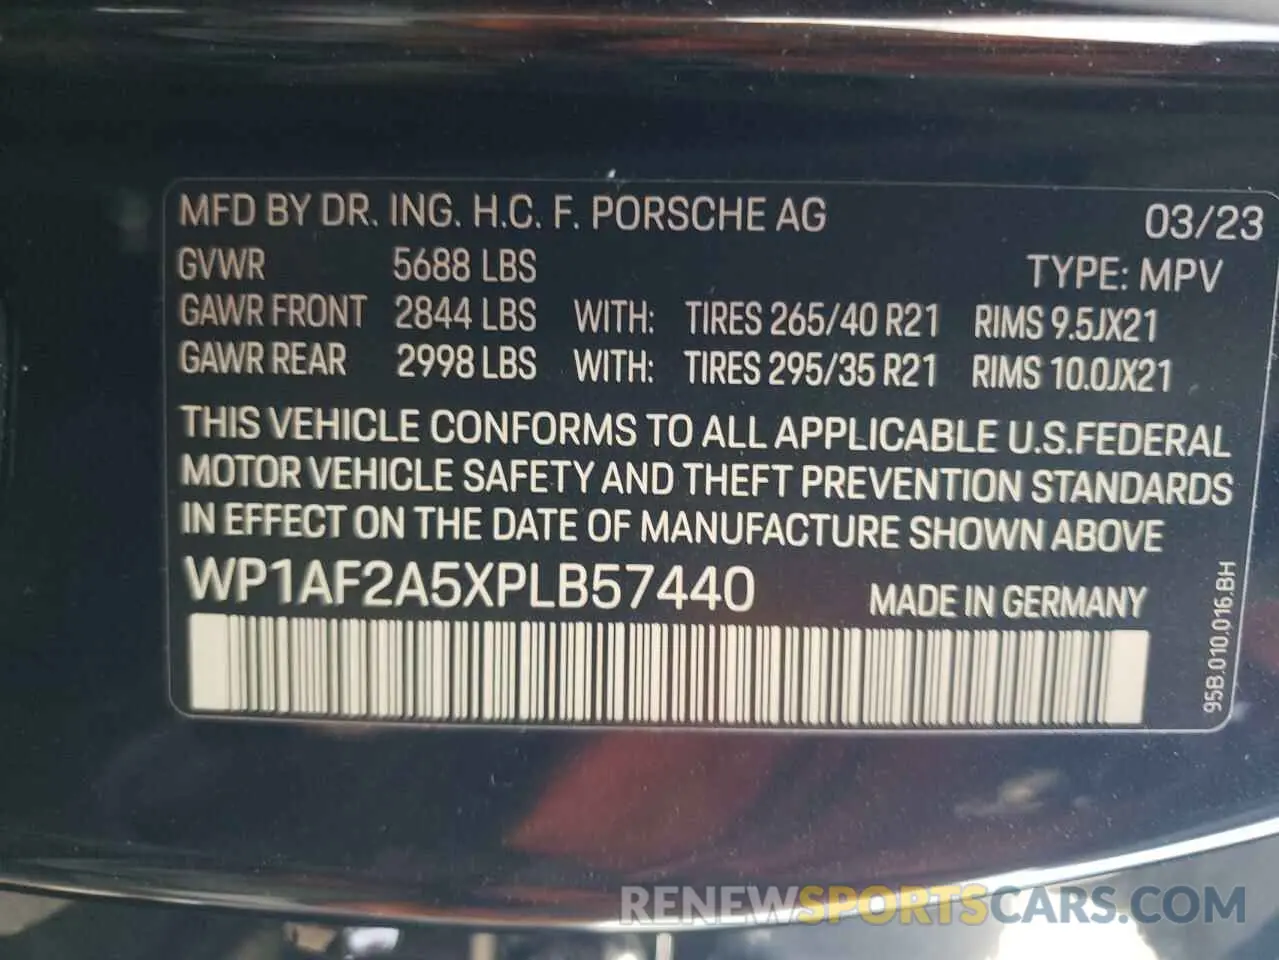 MFD BY DR. ING. H.C. F. PORSCHE AG 03/23
GVWR 5688 LBS TYPE: MPV
GAWR FRONT 2844 LBS WITH: TIRES 265/40 R21 RIMS 9.5JX21
GAWR REAR 2998 LBS WITH: TIRES 295/35 R21 RIMS 10.0JX21
THIS VEHICLE CONFORMS TO ALL APPLICABLE U.S.FEDERAL
MOTOR VEHICLE SAFETY AND THEFT PREVENTION STANDARDS
IN EFFECT ON THE DATE OF MANUFACTURE SHOWN ABOVE
WP1AF2A5XPLB57440 MADE IN GERMANY
95B.010.016.BH
RENEWSPORTSCARS.COM